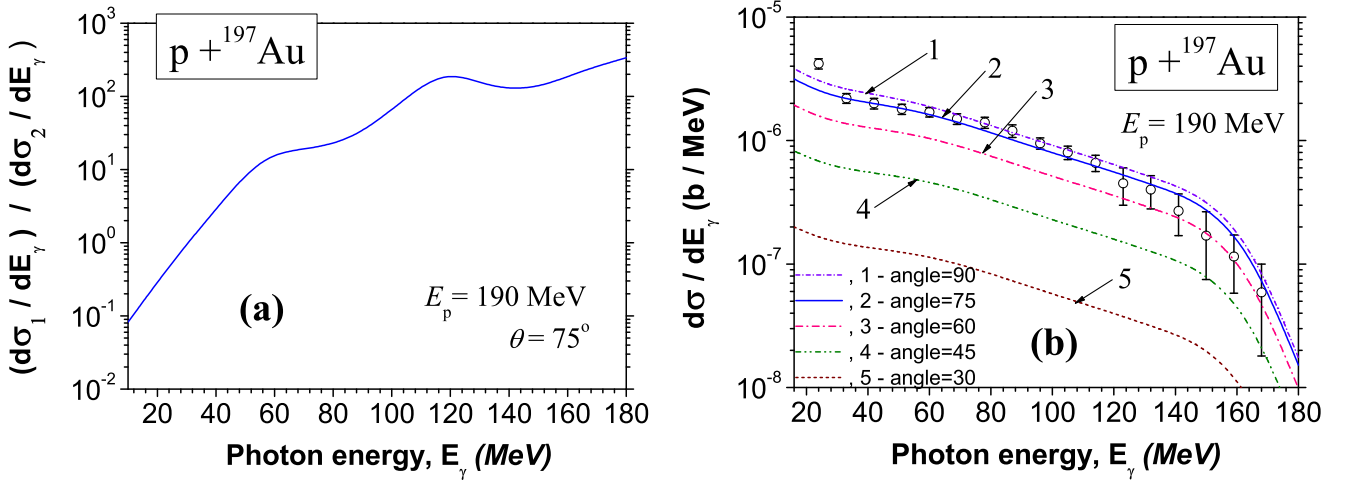 (dσ₁ / dE_γ) / (dσ₂ / dE_γ)
10³
10²
10¹
10⁰
10⁻¹
10⁻²
p + ¹⁹⁷Au
(a)
E_p = 190 MeV
θ = 75°
20 40 60 80 100 120 140 160 180
Photon energy, E_γ (MeV)
dσ / dE_γ (b / MeV)
10⁻⁵
10⁻⁶
10⁻⁷
10⁻⁸
p + ¹⁹⁷Au
E_p = 190 MeV
1
2
3
4
5
, 1 - angle=90
, 2 - angle=75
, 3 - angle=60
, 4 - angle=45
, 5 - angle=30
(b)
20 40 60 80 100 120 140 160 180
Photon energy, E_γ (MeV)